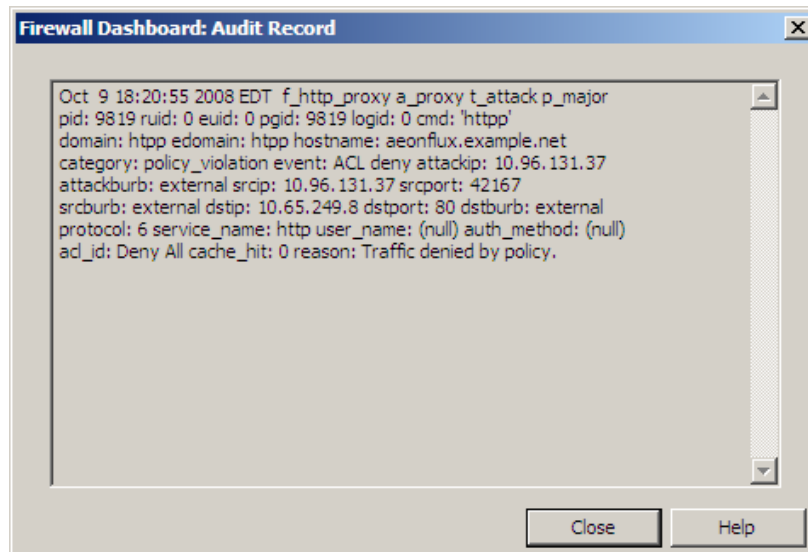 Firewall Dashboard: Audit Record
Oct 9 18:20:55 2008 EDT f_http_proxy a_proxy t_attack p_major
pid: 9819 ruid: 0 euid: 0 pgid: 9819 logid: 0 cmd: 'httpp'
domain: htpp edomain: htpp hostname: aeonflux.example.net
category: policy_violation event: ACL deny attackip: 10.96.131.37
attackburb: external srcip: 10.96.131.37 srcport: 42167
srcburb: external dstip: 10.65.249.8 dstport: 80 dstburb: external
protocol: 6 service_name: http user_name: (null) auth_method: (null)
acl_id: Deny All cache_hit: 0 reason: Traffic denied by policy.
Close Help